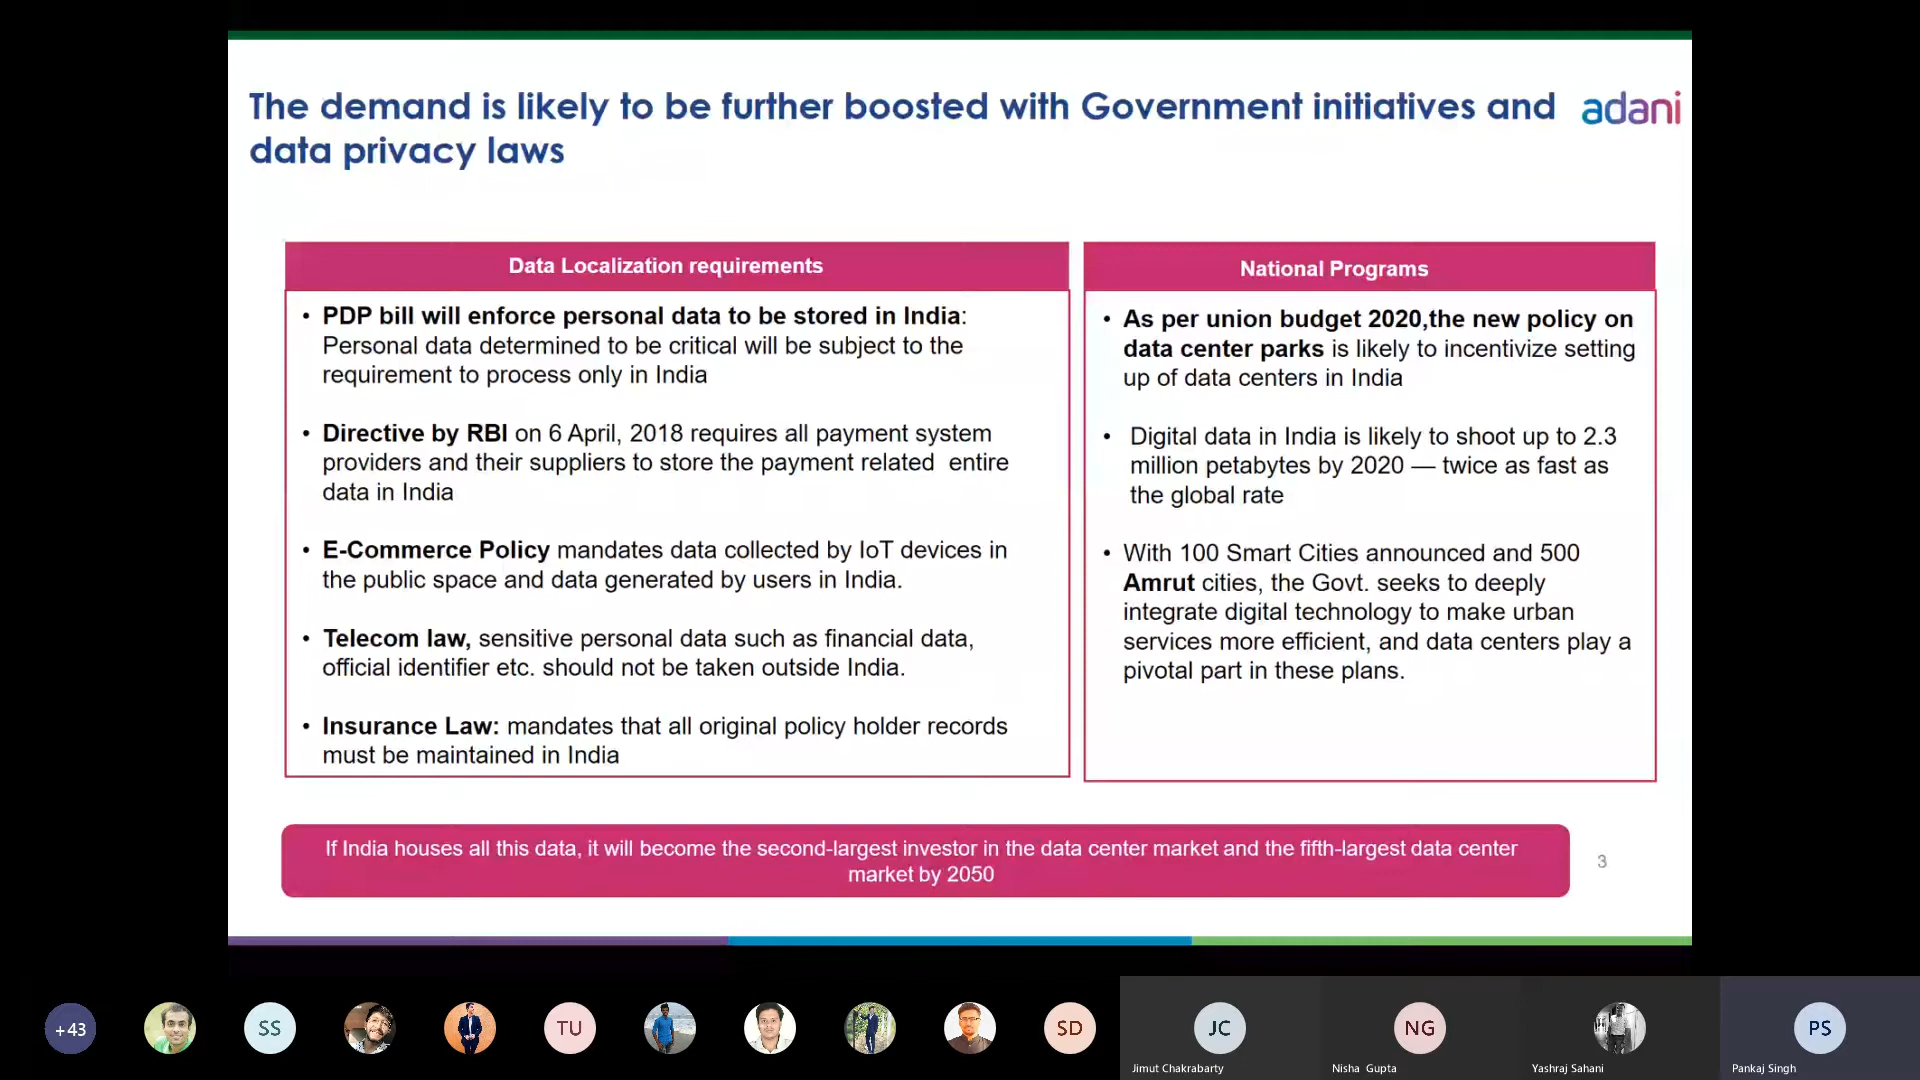 The demand is likely to be further boosted with Government initiatives and
data privacy laws
adani
Data Localization requirements
• PDP bill will enforce personal data to be stored in India:
Personal data determined to be critical will be subject to the
requirement to process only in India
• Directive by RBI on 6 April, 2018 requires all payment system
providers and their suppliers to store the payment related entire
data in India
• E-Commerce Policy mandates data collected by IoT devices in
the public space and data generated by users in India.
• Telecom law, sensitive personal data such as financial data,
official identifier etc. should not be taken outside India.
• Insurance Law: mandates that all original policy holder records
must be maintained in India
National Programs
• As per union budget 2020,the new policy on
data center parks is likely to incentivize setting
up of data centers in India
• Digital data in India is likely to shoot up to 2.3
million petabytes by 2020 — twice as fast as
the global rate
• With 100 Smart Cities announced and 500
Amrut cities, the Govt. seeks to deeply
integrate digital technology to make urban
services more efficient, and data centers play a
pivotal part in these plans.
If India houses all this data, it will become the second-largest investor in the data center market and the fifth-largest data center
market by 2050
3
+43
SS
TU
SD
JC
Jimut Chakrabarty
NG
Nisha Gupta
Yashraj Sahani
PS
Pankaj Singh